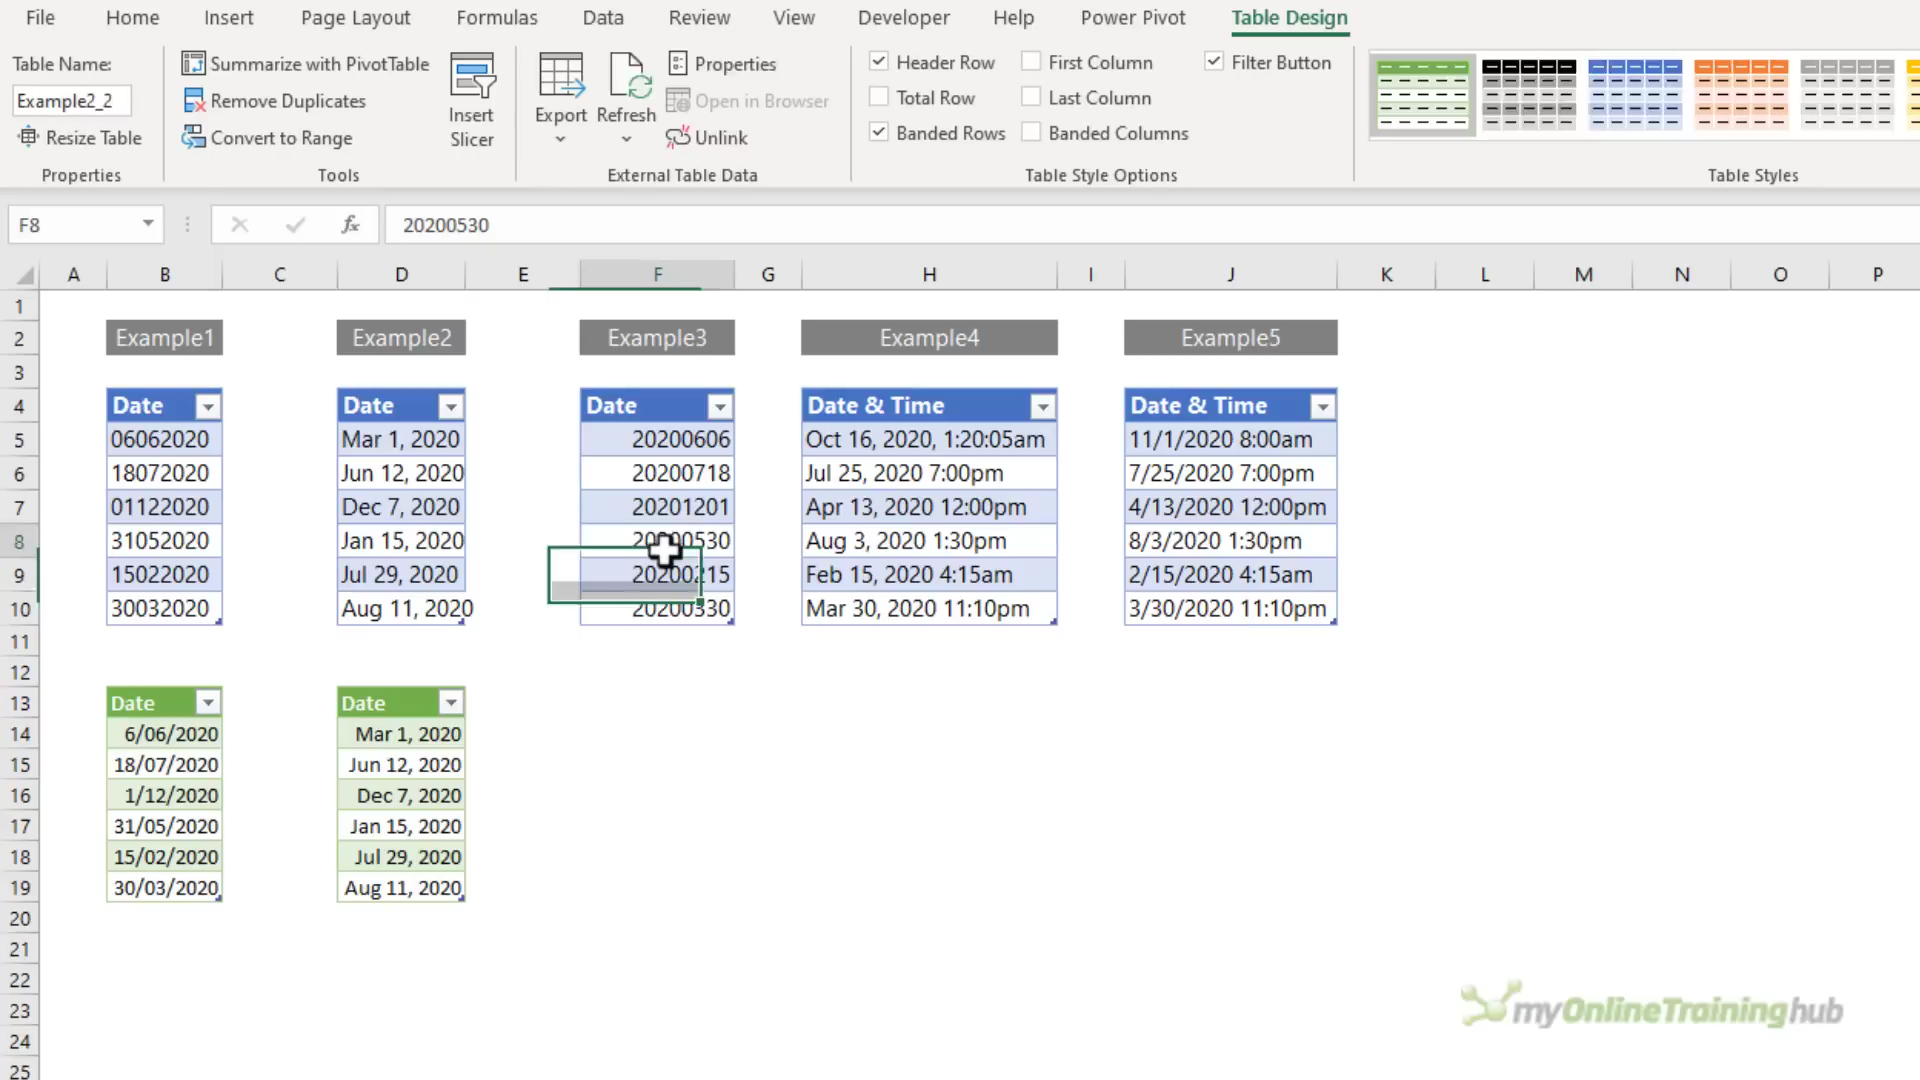 File Home Insert Page Layout Formulas Data Review View Developer Help Power Pivot Table Design
Table Name:
Example2_2
Resize Table
Properties
Summarize with PivotTable
Remove Duplicates
Convert to Range
Tools
Insert
Slicer
Export
Refresh
Properties
Open in Browser
Unlink
External Table Data
Header Row
Total Row
Banded Rows
First Column
Last Column
Banded Columns
Filter Button
Table Style Options
Table Styles
F8 fx 20200530
A B C D E F G H I J K L M N O P
1
2 Example1 Example2 Example3 Example4 Example5
3
4 Date Date Date Date & Time Date & Time
5 06062020 Mar 1, 2020 20200606 Oct 16, 2020, 1:20:05am 11/1/2020 8:00am
6 18072020 Jun 12, 2020 20200718 Jul 25, 2020 7:00pm 7/25/2020 7:00pm
7 01122020 Dec 7, 2020 20201201 Apr 13, 2020 12:00pm 4/13/2020 12:00pm
8 31052020 Jan 15, 2020 20200530 Aug 3, 2020 1:30pm 8/3/2020 1:30pm
9 15022020 Jul 29, 2020 20200215 Feb 15, 2020 4:15am 2/15/2020 4:15am
10 30032020 Aug 11, 2020 20200330 Mar 30, 2020 11:10pm 3/30/2020 11:10pm
11
12
13 Date Date
14 6/06/2020 Mar 1, 2020
15 18/07/2020 Jun 12, 2020
16 1/12/2020 Dec 7, 2020
17 31/05/2020 Jan 15, 2020
18 15/02/2020 Jul 29, 2020
19 30/03/2020 Aug 11, 2020
20
21
22
23
24
25
myOnlineTraininghub